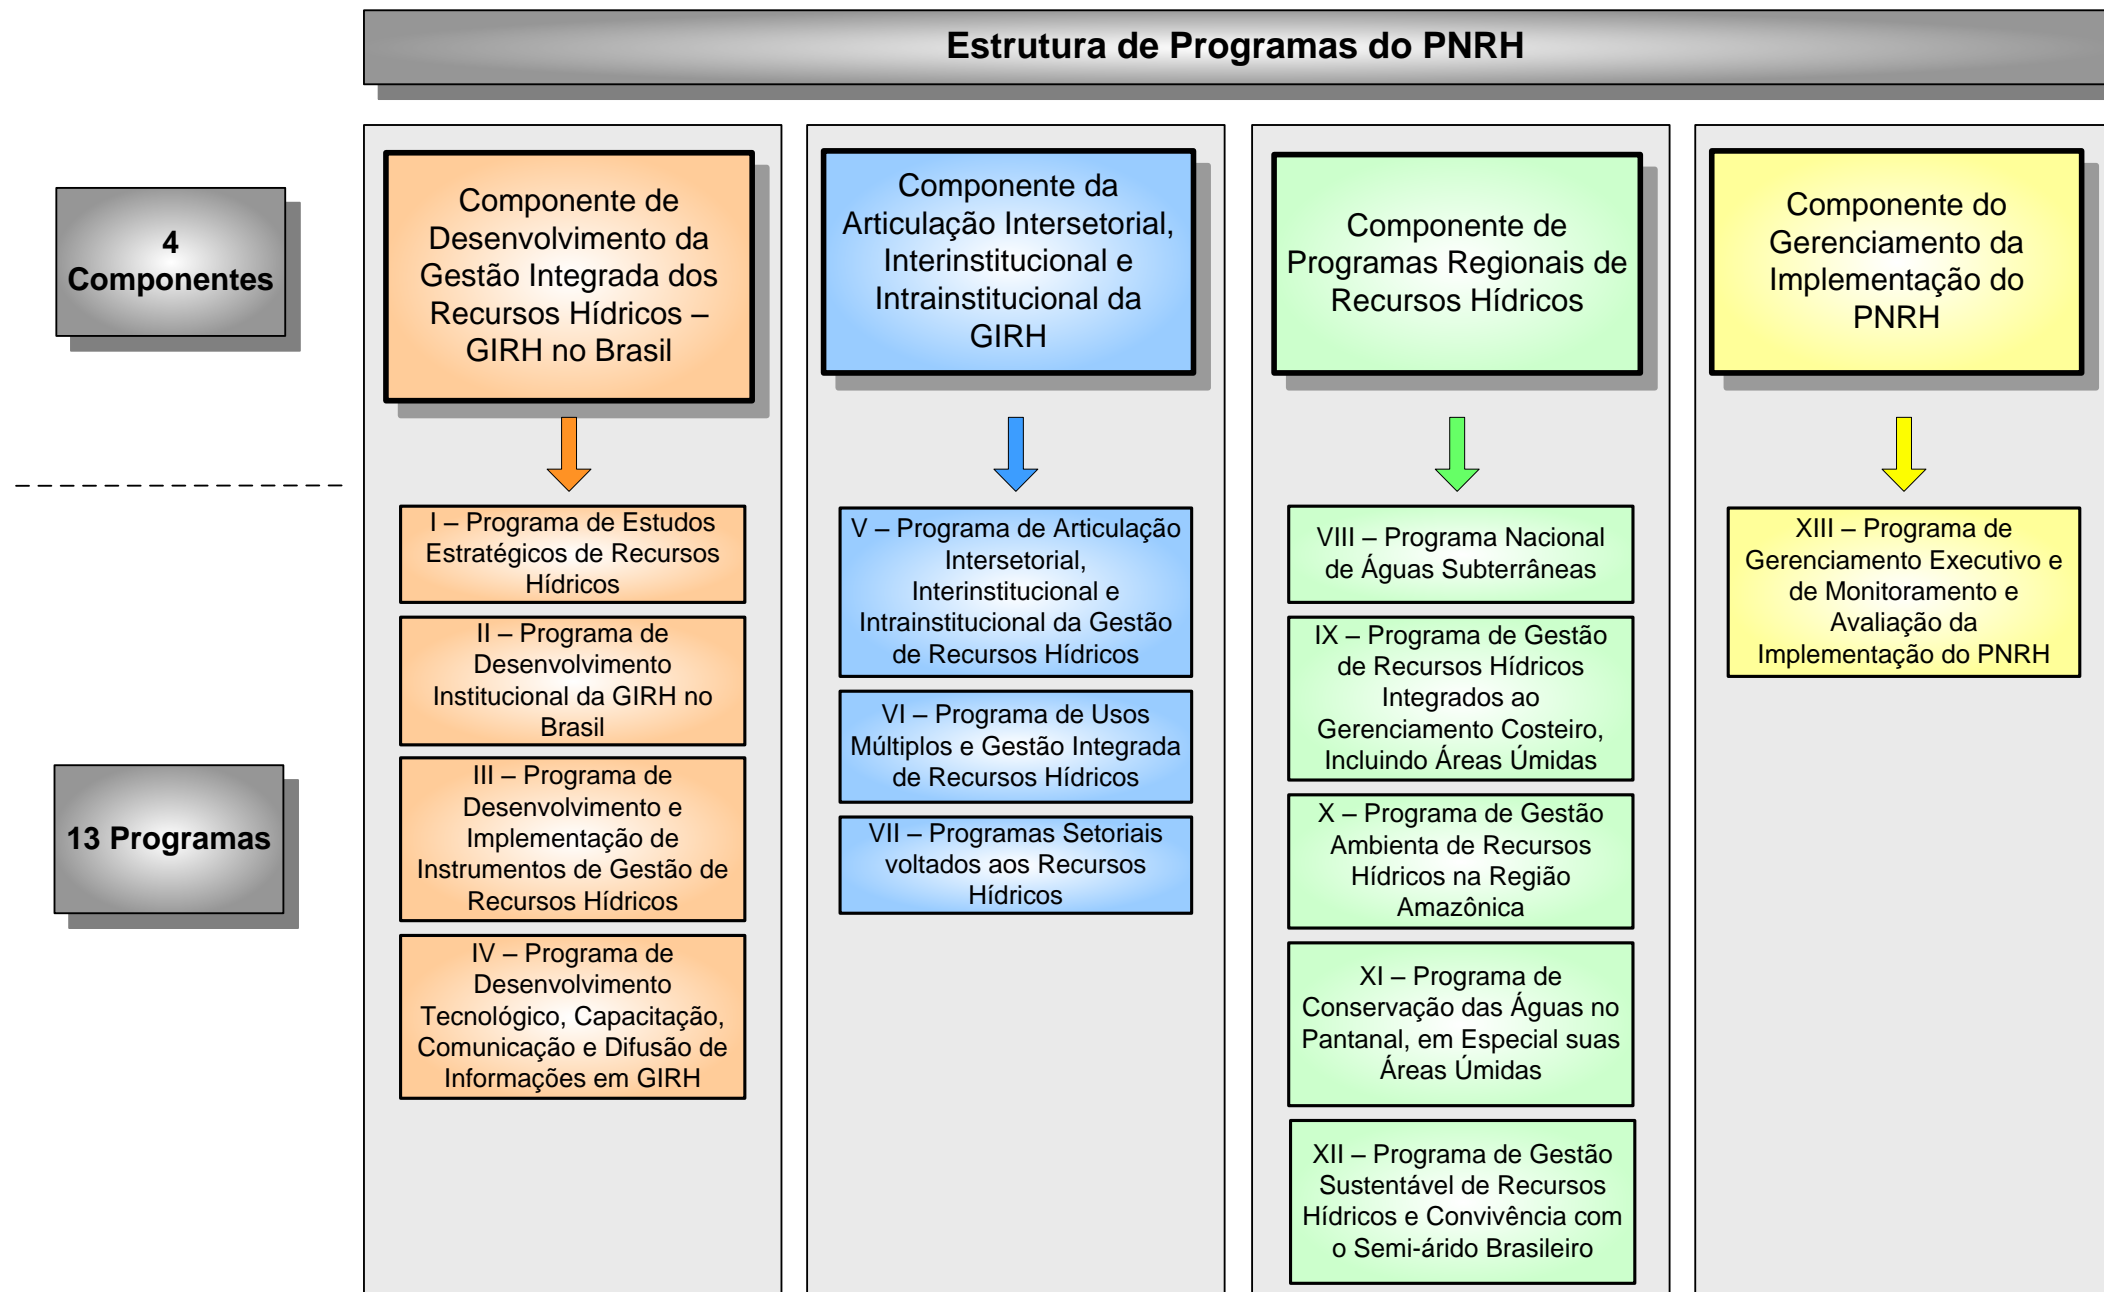 Estrutura de Programas do PNRH
4
Componentes
13 Programas
Componente de
Desenvolvimento da
Gestão Integrada dos
Recursos Hídricos –
GIRH no Brasil
I – Programa de Estudos
Estratégicos de Recursos
Hídricos
II – Programa de
Desenvolvimento
Institucional da GIRH no
Brasil
III – Programa de
Desenvolvimento e
Implementação de
Instrumentos de Gestão de
Recursos Hídricos
IV – Programa de
Desenvolvimento
Tecnológico, Capacitação,
Comunicação e Difusão de
Informações em GIRH
Componente da
Articulação Intersetorial,
Interinstitucional e
Intrainstitucional da
GIRH
V – Programa de Articulação
Intersetorial,
Interinstitucional e
Intrainstitucional da Gestão
de Recursos Hídricos
VI – Programa de Usos
Múltiplos e Gestão Integrada
de Recursos Hídricos
VII – Programas Setoriais
voltados aos Recursos
Hídricos
Componente de
Programas Regionais de
Recursos Hídricos
VIII – Programa Nacional
de Águas Subterrâneas
IX – Programa de Gestão
de Recursos Hídricos
Integrados ao
Gerenciamento Costeiro,
Incluindo Áreas Úmidas
X – Programa de Gestão
Ambienta de Recursos
Hídricos na Região
Amazônica
XI – Programa de
Conservação das Águas no
Pantanal, em Especial suas
Áreas Úmidas
XII – Programa de Gestão
Sustentável de Recursos
Hídricos e Convivência com
o Semi-árido Brasileiro
Componente do
Gerenciamento da
Implementação do
PNRH
XIII – Programa de
Gerenciamento Executivo e
de Monitoramento e
Avaliação da
Implementação do PNRH